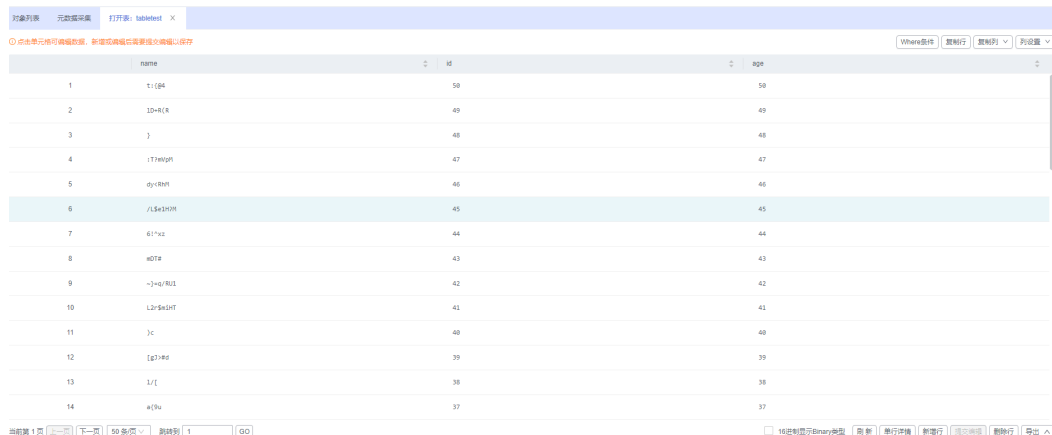 对象列表 元数据采集 打开表: tabletest ×
点击单元格可编辑数据，新增或编辑后需要提交编辑以保存 Where条件 复制行 复制列 列设置
name id age
1 t:{@4 50 50
2 1D+R(R 49 49
3 } 48 48
4 :T?mVpM 47 47
5 dy<RhM 46 46
6 /L$e1H?M 45 45
7 6!^xz 44 44
8 mDT# 43 43
9 ~}=q/RU1 42 42
10 L2r$miHT 41 41
11 )c 40 40
12 [gJ>#d 39 39
13 1/[ 38 38
14 a(9u 37 37
当前第 1 页 上一页 下一页 50 条/页 跳转到 1 GO 16进制显示Binary类型 刷 新 单行详情 新增行 提交编辑 删除行 导出